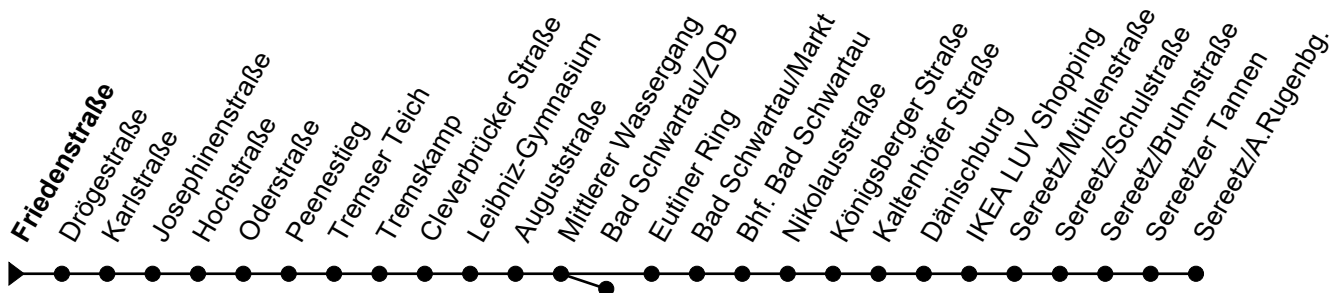 Friedenstraße
Drögestraße
Karlstraße
Josephinenstraße
Hochstraße
Oderstraße
Peenestieg
Tremser Teich
Tremskamp
Cleverbrücker Straße
Leibniz-Gymnasium
Auguststraße
Mittlerer Wassergang
Bad Schwartau/ZOB
Eutiner Ring
Bad Schwartau/Markt
Bhf. Bad Schwartau
Nikolausstraße
Königsberger Straße
Kaltenhöfer Straße
Dänischburg
IKEA LUV Shopping
Sereetz/Mühlenstraße
Sereetz/Schulstraße
Sereetz/Bruhnstraße
Sereetzer Tannen
Sereetz/A.Rugenbg.